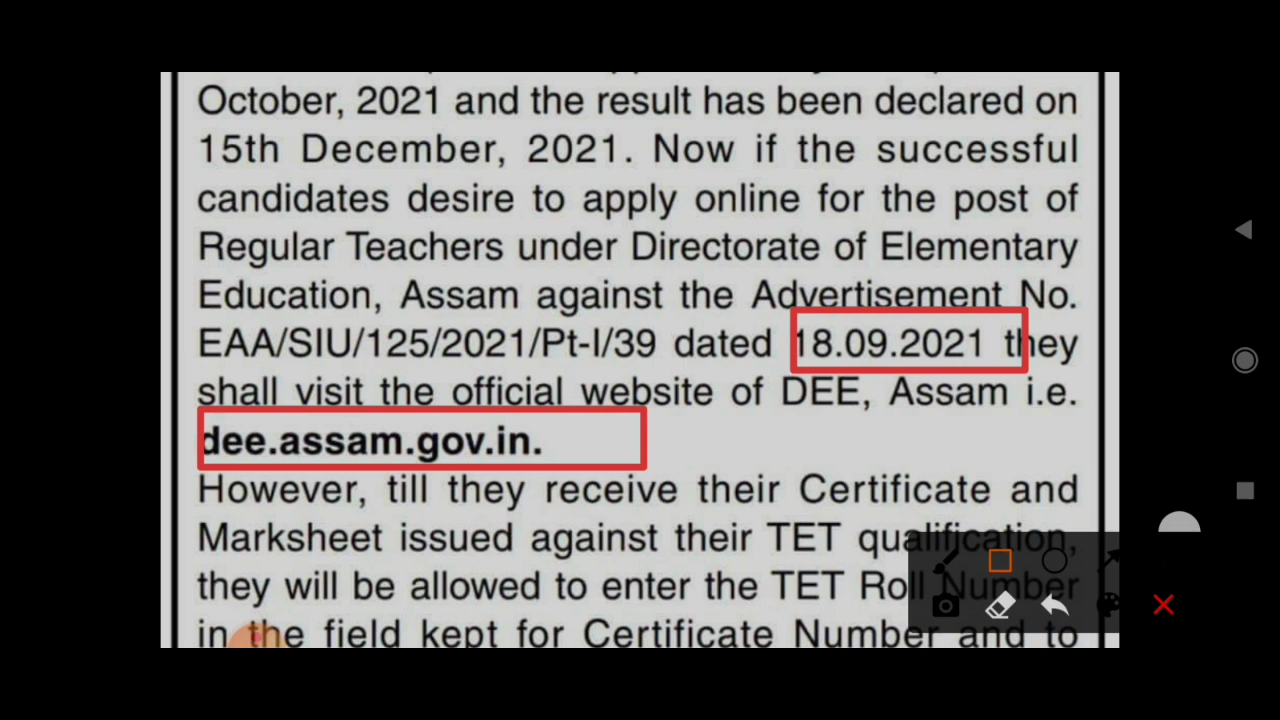 October, 2021 and the result has been declared on
15th December, 2021. Now if the successful
candidates desire to apply online for the post of
Regular Teachers under Directorate of Elementary
Education, Assam against the Advertisement No.
EAA/SIU/125/2021/Pt-I/39 dated 18.09.2021 they
shall visit the official website of DEE, Assam i.e.
dee.assam.gov.in.
However, till they receive their Certificate and
Marksheet issued against their TET qualification,
they will be allowed to enter the TET Roll Number
in the field kept for Certificate Number and to